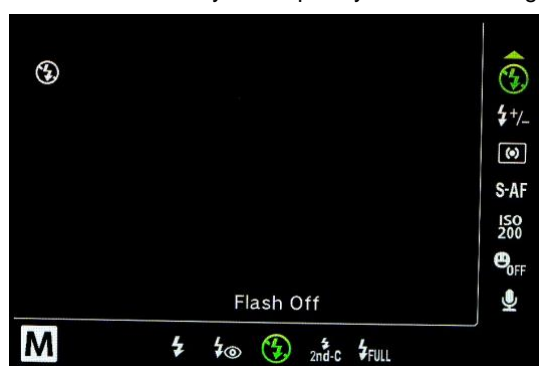 +/-
S-AF
ISO
200
OFF
Flash Off
M
2nd-C
FULL